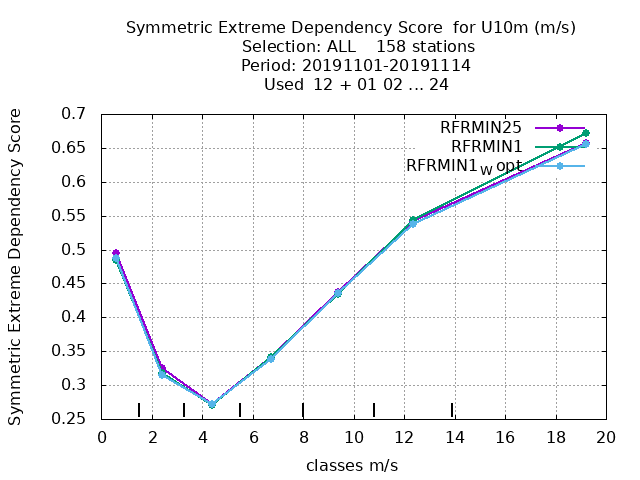 Symmetric Extreme Dependency Score  for U10m (m/s)
Selection: ALL    158 stations
Period: 20191101-20191114
Used  12 + 01 02 ... 24
Symmetric Extreme Dependency Score
0.7
0.65
0.6
0.55
0.5
0.45
0.4
0.35
0.3
0.25
RFRMIN25
RFRMIN1
RFRMIN1w opt
0 2 4 6 8 10 12 14 16 18 20
classes m/s